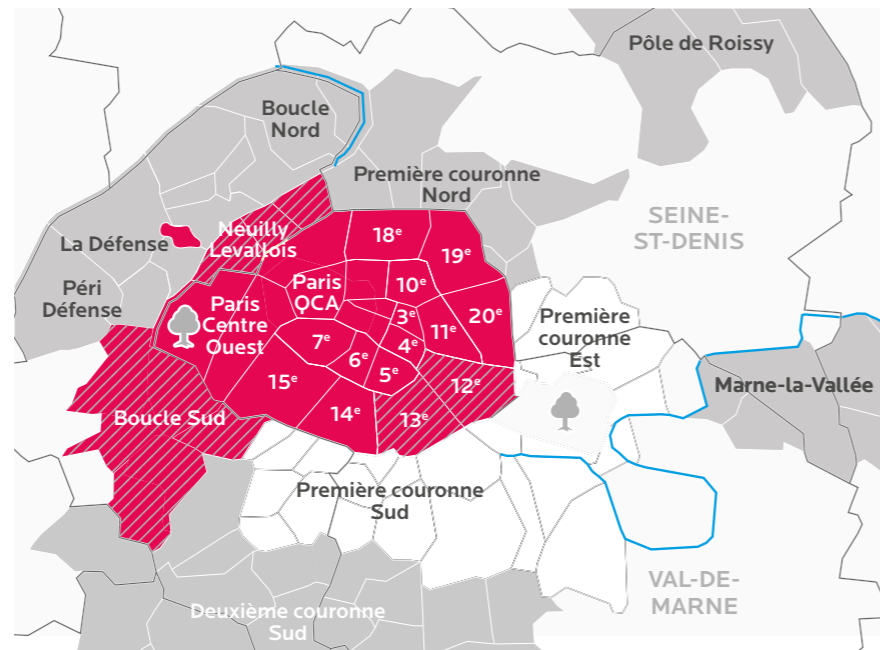 Pôle de Roissy
Boucle
Nord
Première couronne
Nord
SEINE-
ST-DENIS
La Défense
Neuilly
Levallois
18e
19e
Péri
Défense
Paris
QCA
10e
Paris
Centre
Ouest
3e
11e
20e
Première
couronne
Est
7e
4e
6e
5e
15e
12e
Marne-la-Vallée
14e
13e
Boucle Sud
Première couronne
Sud
VAL-DE-
MARNE
Deuxième couronne
Sud